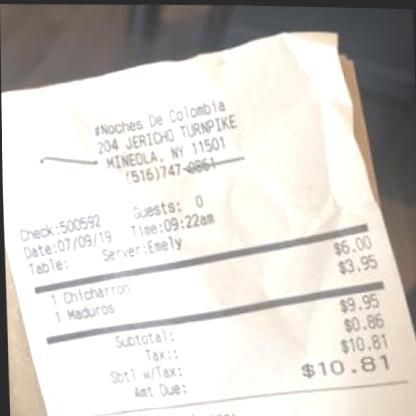 #Noches De Colombia
204 JERICHO TURNPIKE
MINEOLA, NY 11501
(516)747-0861
Check:500592 Guests: 0
Date:07/09/19 Time:09:22am
Table: Server:Emely
1 Chicharron $6.00
1 Maduros $3.95
Subtotal: $9.95
Tax:: $0.86
Sbtl w/Tax: $10.81
Amt Due: $10.81